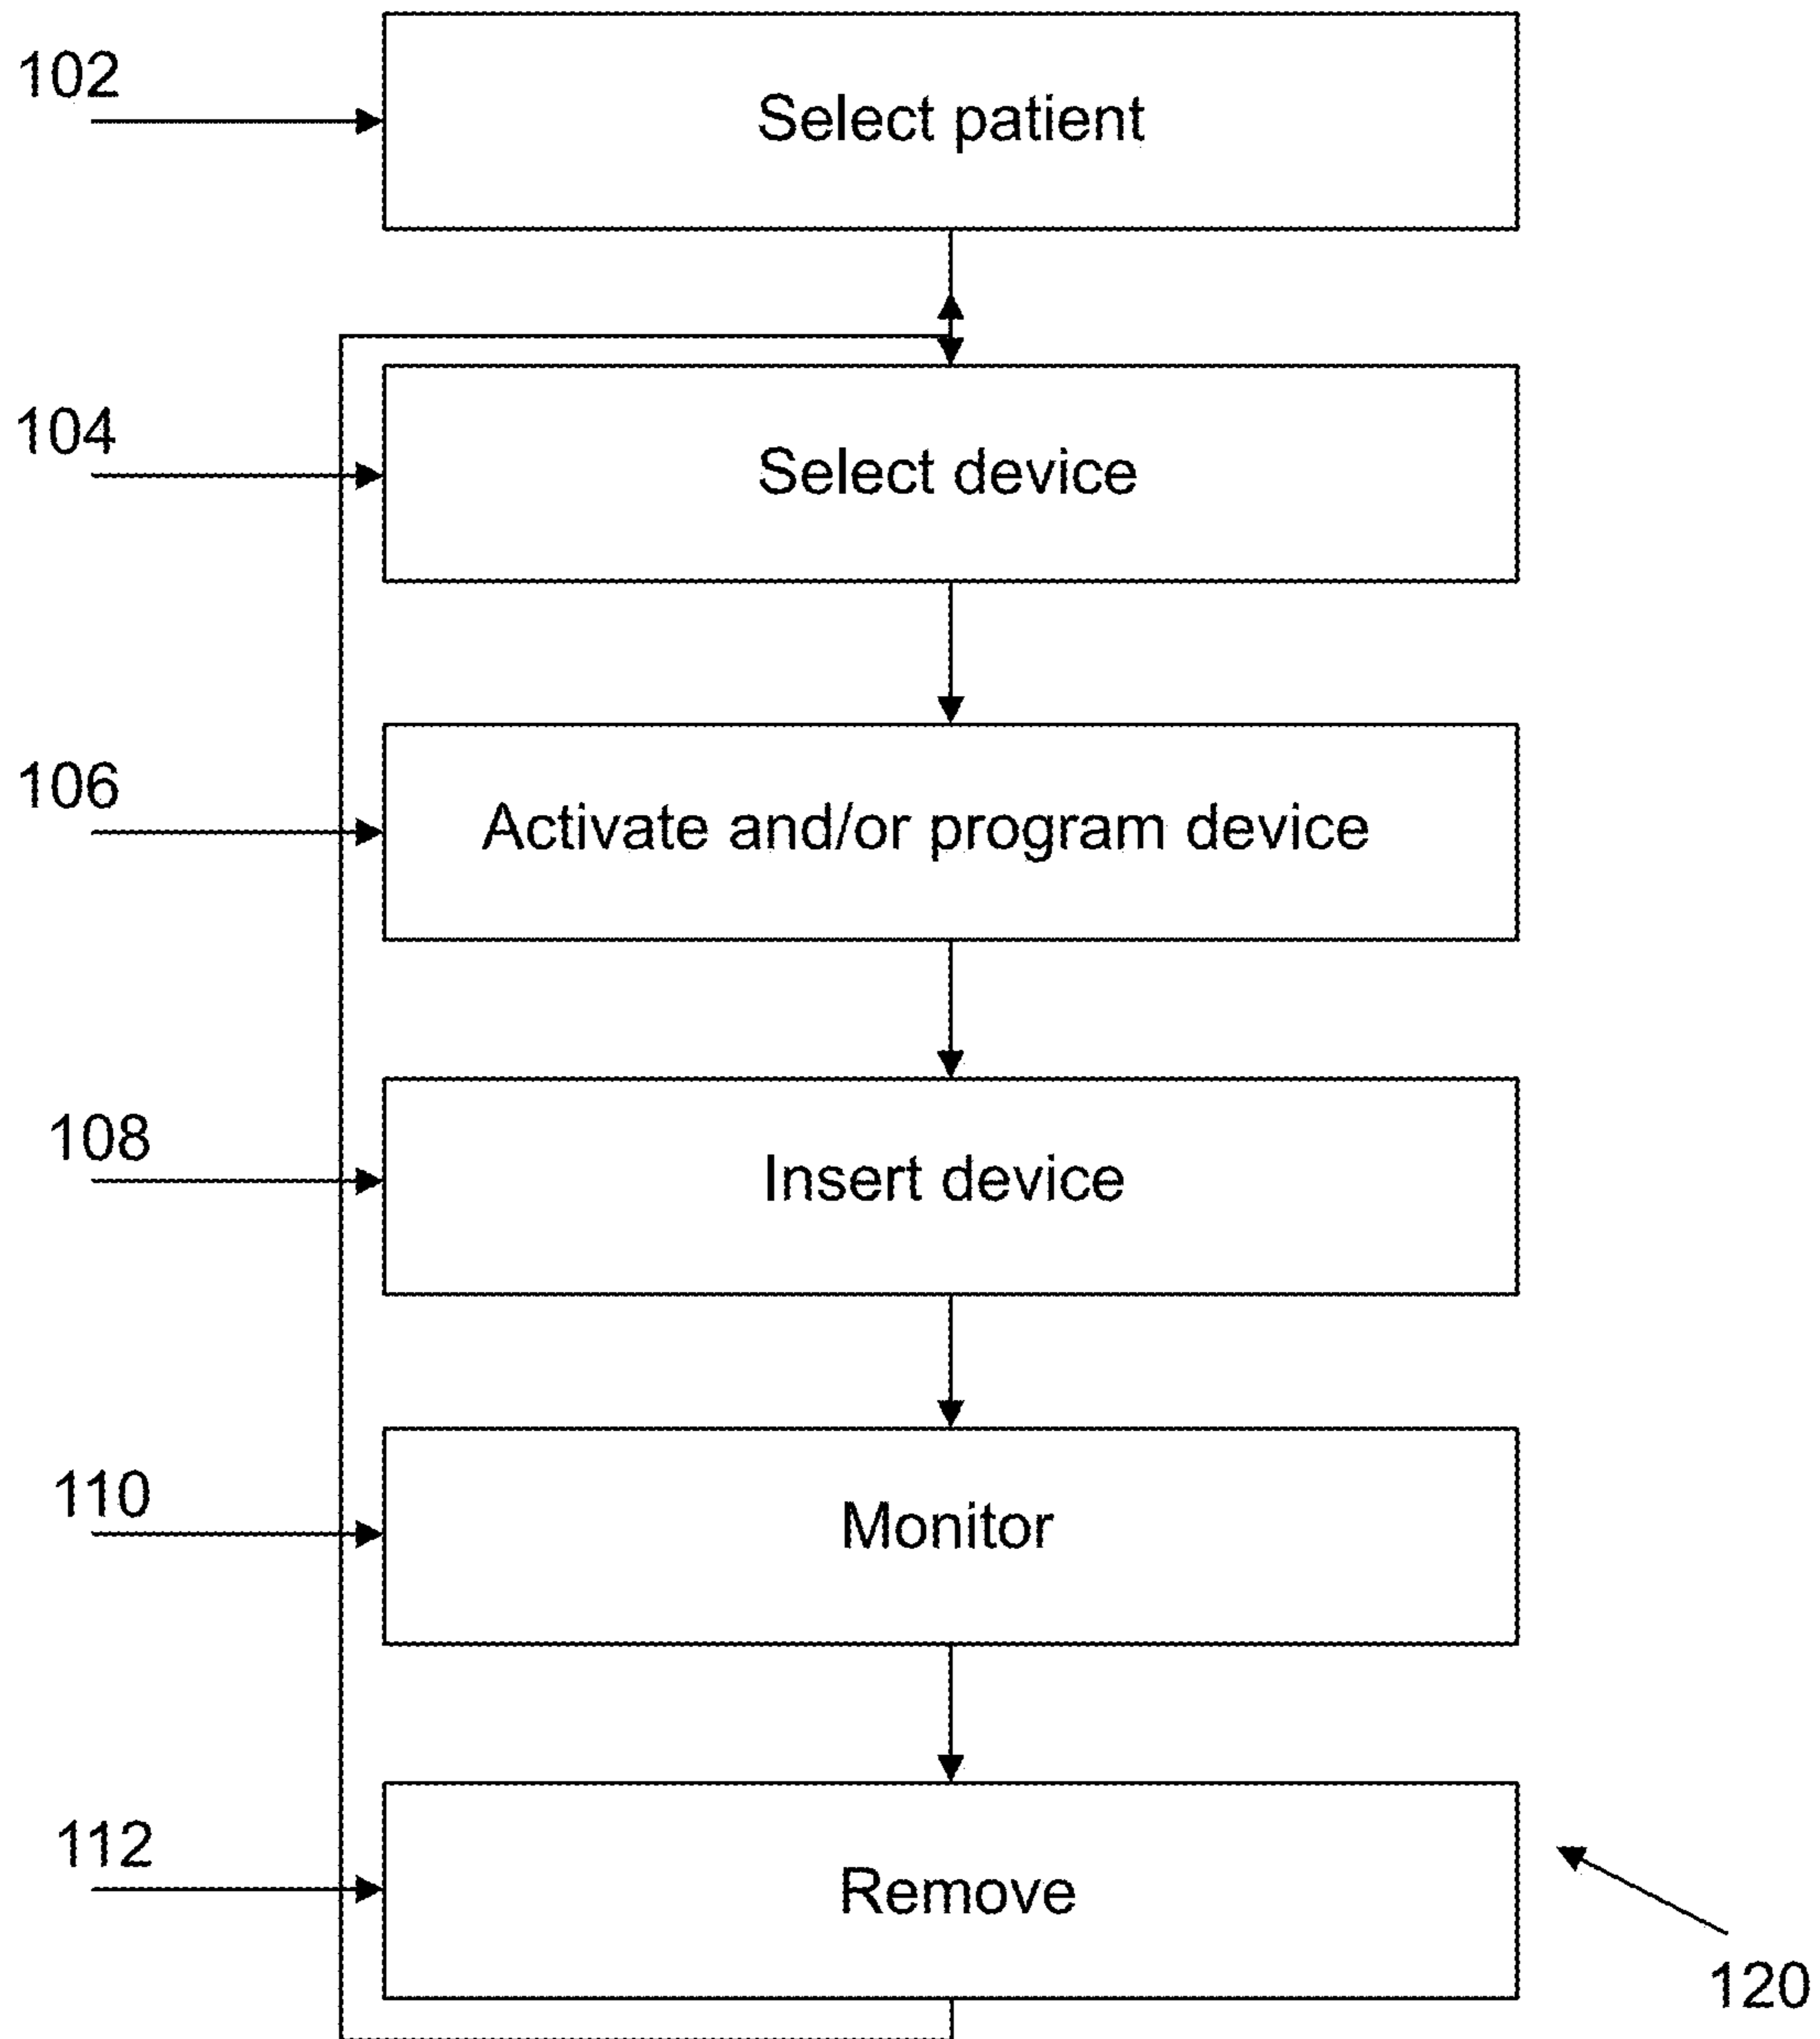 102
Select patient
104
Select device
106
Activate and/or program device
108
Insert device
110
Monitor
112
Remove
120